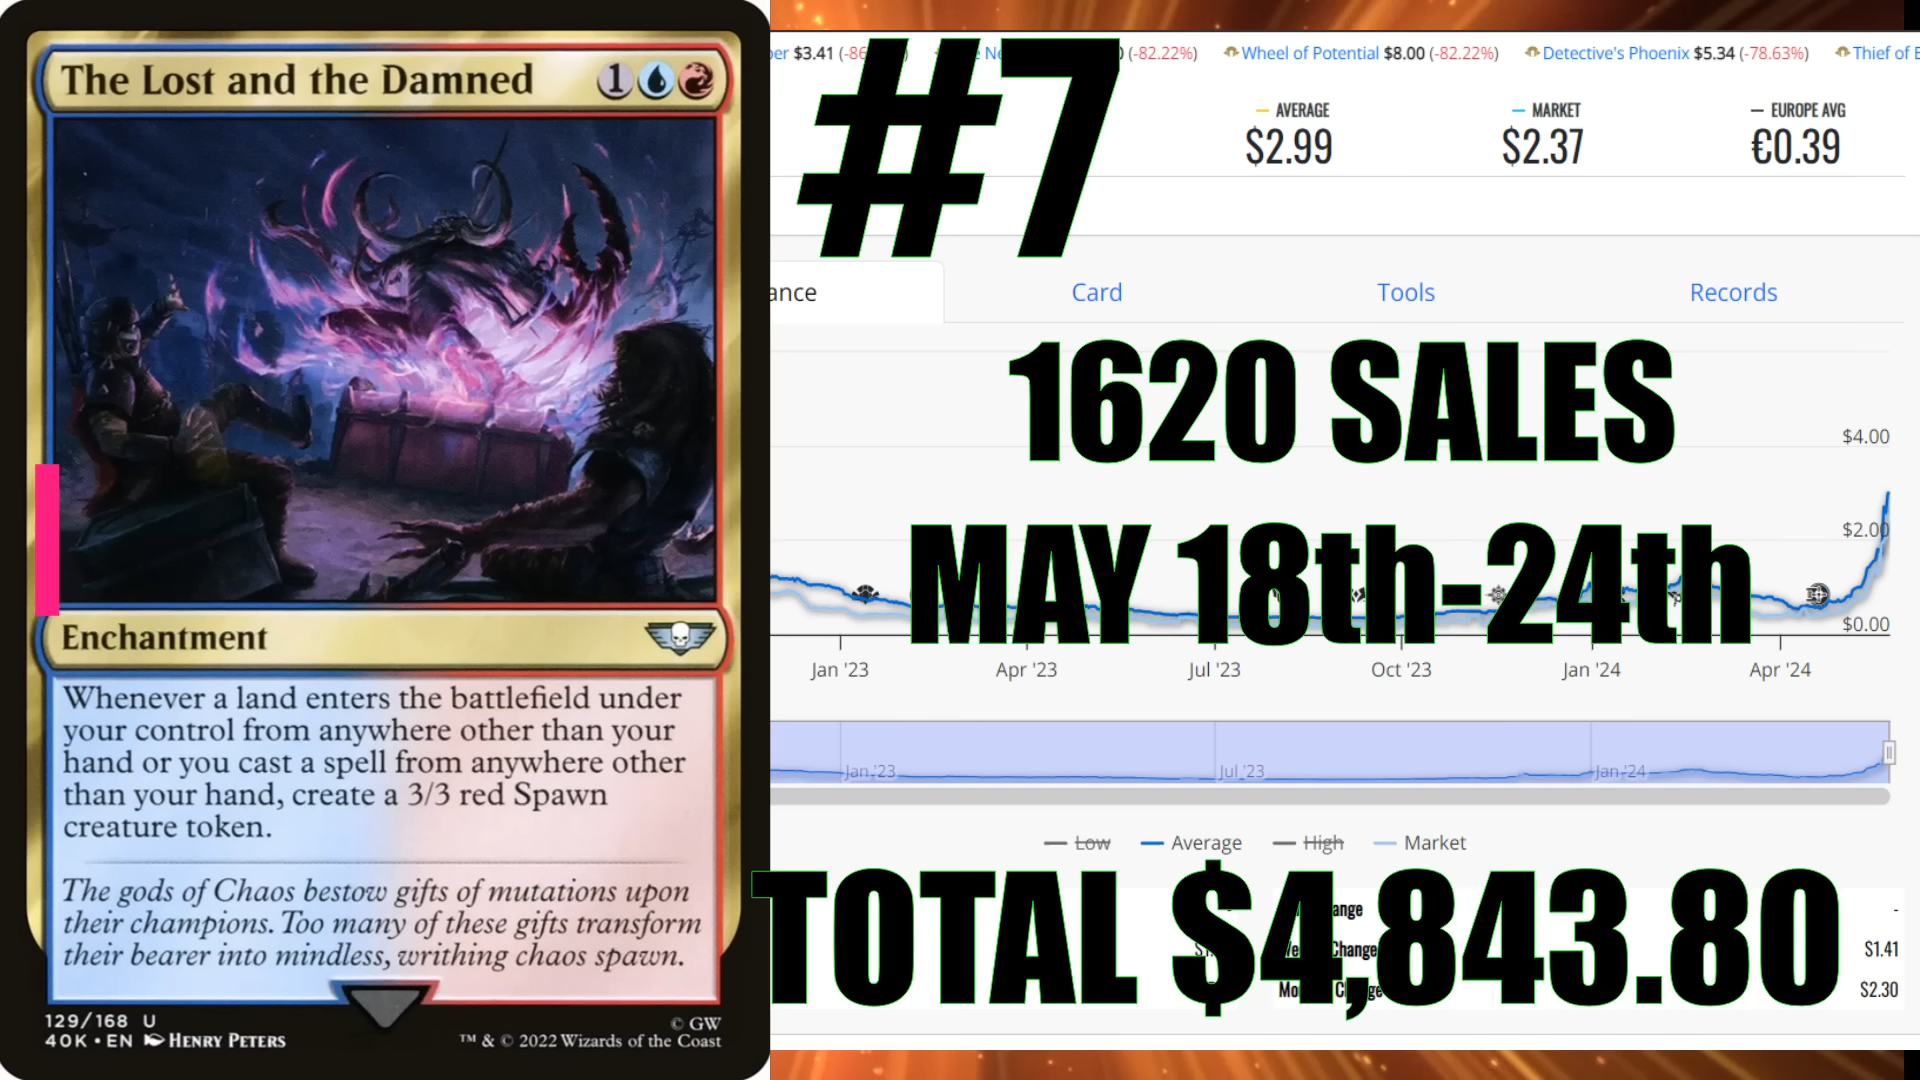 The Lost and the Damned 1
Enchantment
Whenever a land enters the battlefield under
your control from anywhere other than your
hand or you cast a spell from anywhere other
than your hand, create a 3/3 red Spawn
creature token.
The gods of Chaos bestow gifts of mutations upon
their champions. Too many of these gifts transform
their bearer into mindless, writhing chaos spawn.
129/168 U
40K • EN HENRY PETERS
© GW
™ & © 2022 Wizards of the Coast
$3.41 (-82.22%) Wheel of Potential $8.00 (-82.22%) Detective's Phoenix $5.34 (-78.63%) Thief of
#7
AVERAGE
$2.99
MARKET
$2.37
EUROPE AVG
€0.39
Card Tools Records
1620 SALES
MAY 18th-24th
$4.00
$2.00
$0.00
Jan '23 Apr '23 Jul '23 Oct '23 Jan '24 Apr '24
Jan '23 Jul '23 Jan '24
Low Average High Market
TOTAL $4,843.80
Change
$1.41
$2.30